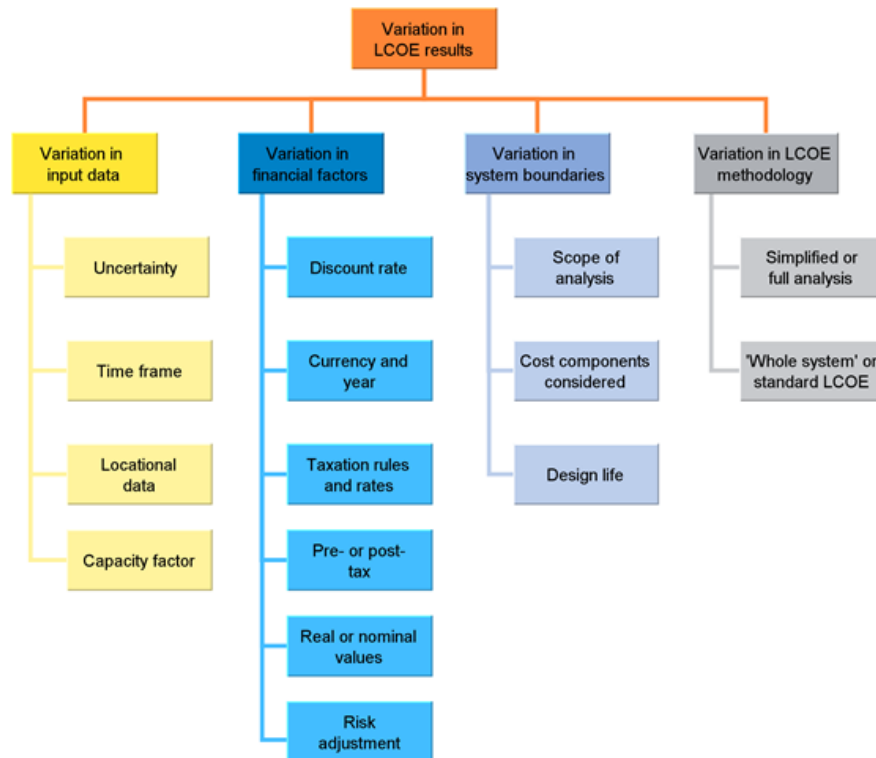 Variation in
LCOE results
Variation in
input data
Uncertainty
Time frame
Locational
data
Capacity factor
Variation in
financial factors
Discount rate
Currency and
year
Taxation rules
and rates
Pre- or post-
tax
Real or nominal
values
Risk
adjustment
Variation in
system boundaries
Scope of
analysis
Cost components
considered
Design life
Variation in LCOE
methodology
Simplified or
full analysis
'Whole system' or
standard LCOE